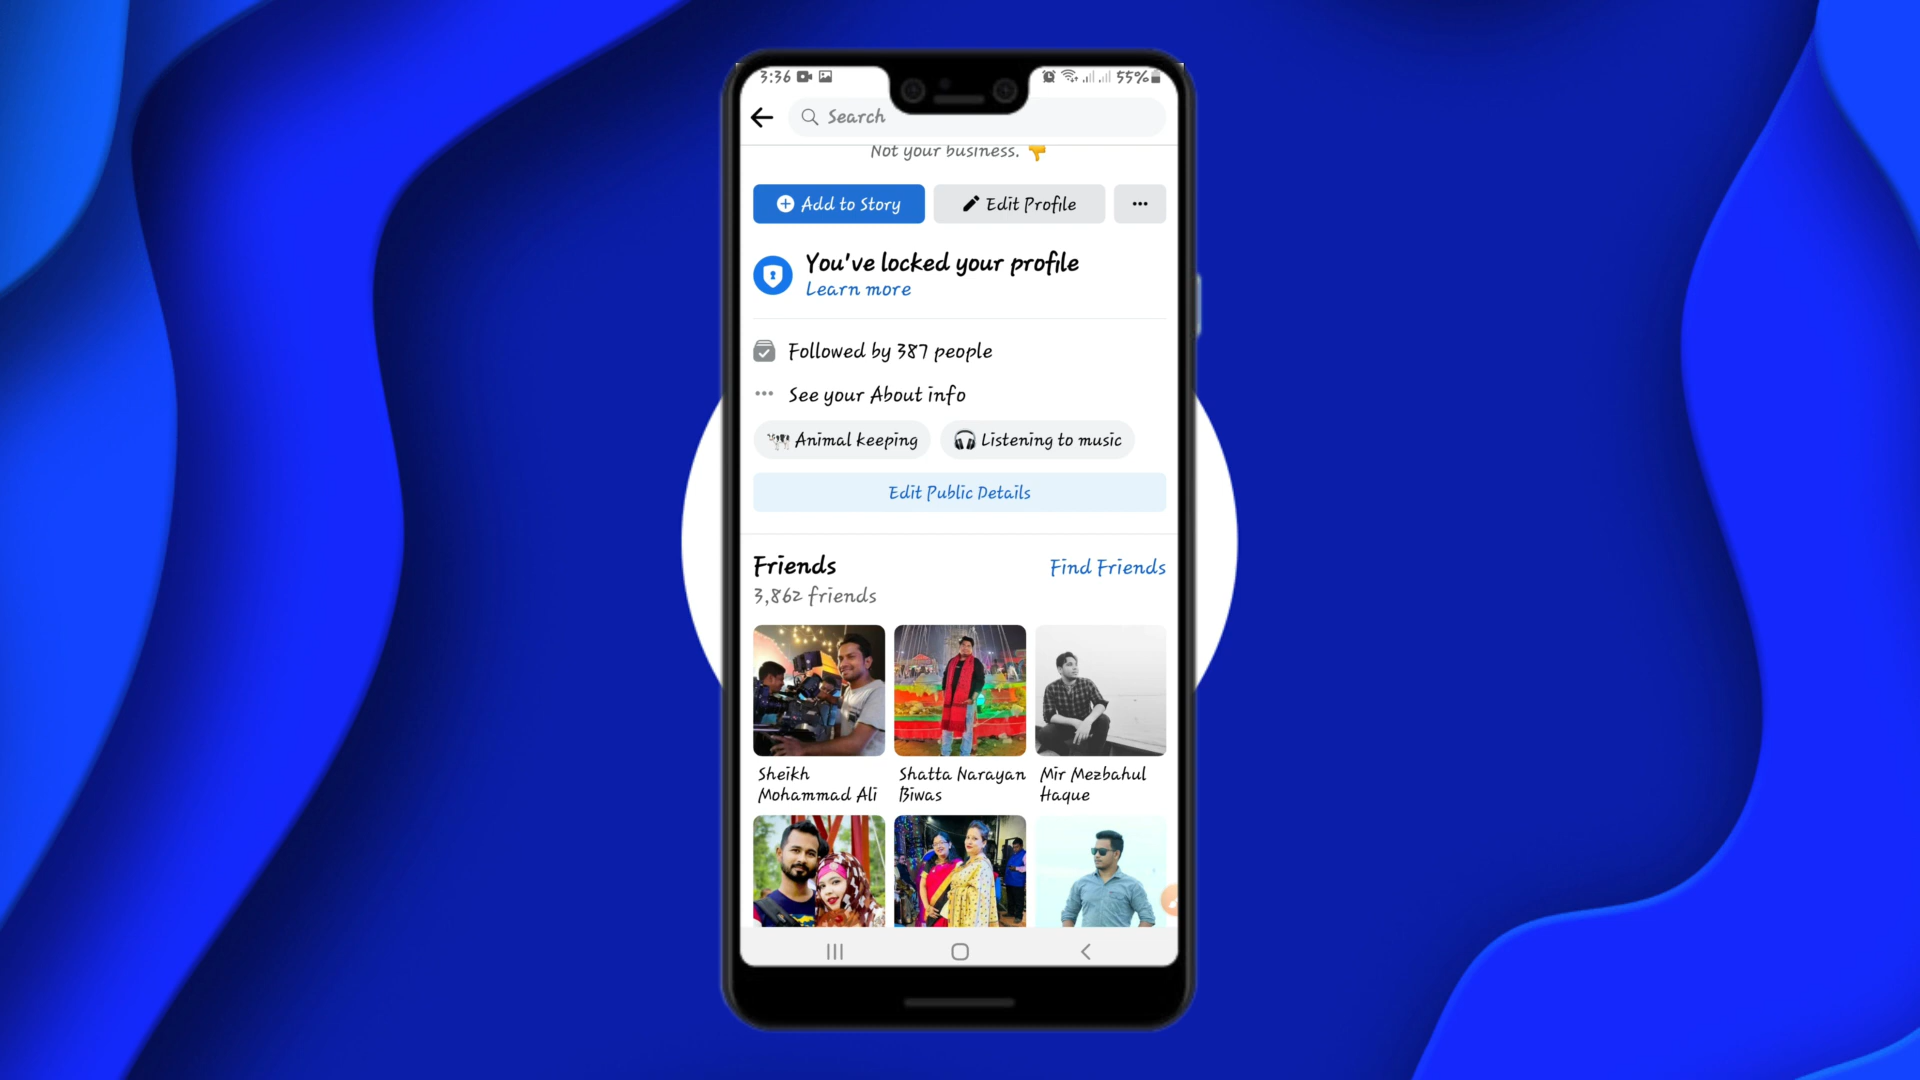 3:36
55%
Search
Not your business. 👎
Add to Story
Edit Profile
You've locked your profile
Learn more
Followed by 387 people
See your About info
Animal keeping
Listening to music
Edit Public Details
Friends
Find Friends
3,862 friends
Sheikh
Mohammad Ali
Shatta Narayan
Biwas
Mir Mezbahul
Haque